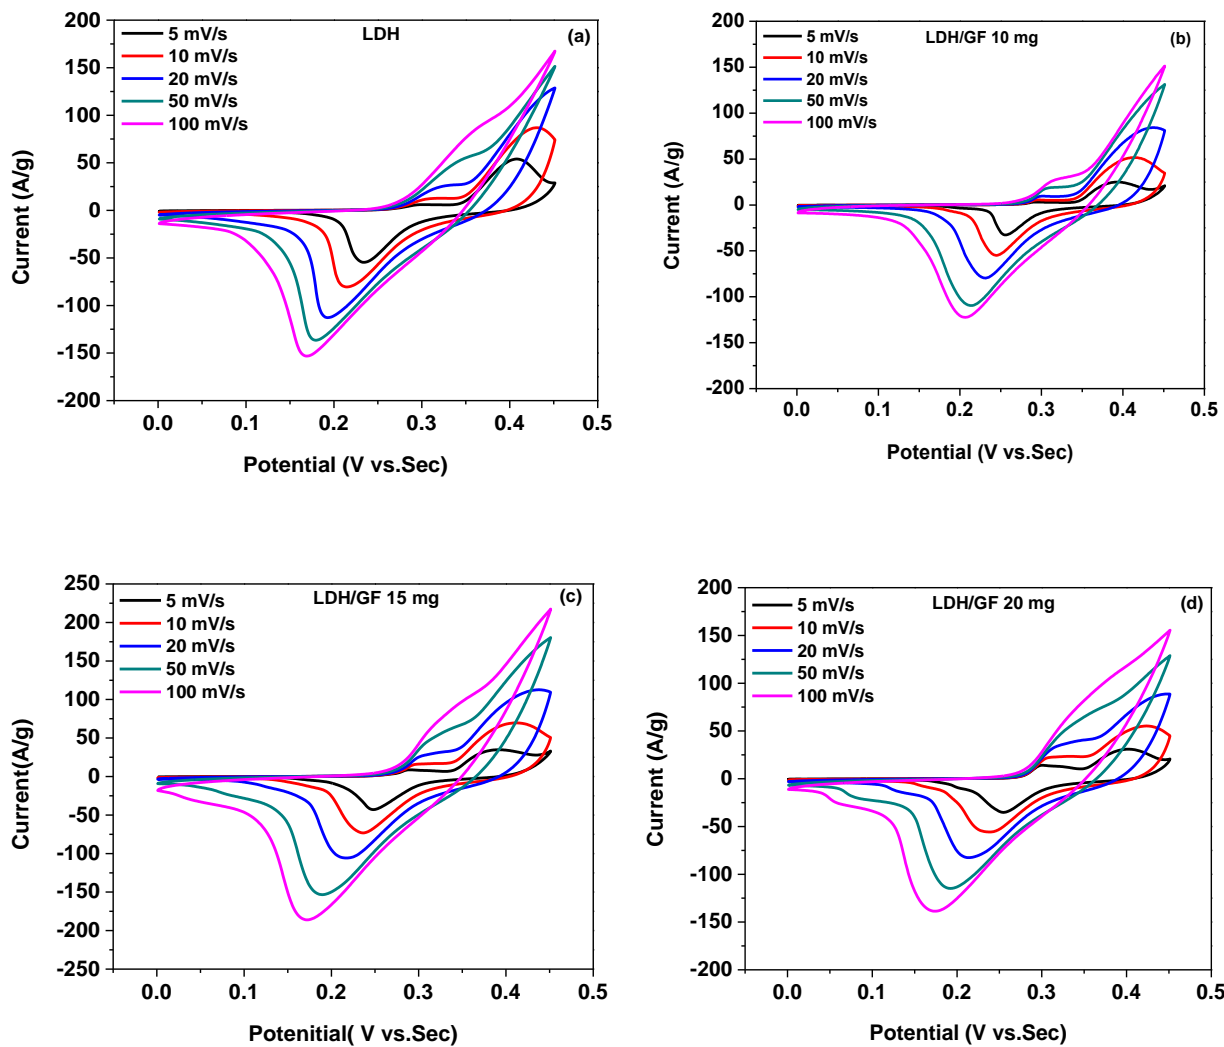 LDH
(a)
5 mV/s
10 mV/s
20 mV/s
50 mV/s
100 mV/s
200
150
100
50
0
-50
-100
-150
-200
Current (A/g)
0.0 0.1 0.2 0.3 0.4 0.5
Potential (V vs.Sec)
LDH/GF 10 mg
(b)
5 mV/s
10 mV/s
20 mV/s
50 mV/s
100 mV/s
200
150
100
50
0
-50
-100
-150
-200
Current (A/g)
0.0 0.1 0.2 0.3 0.4 0.5
Potential (V vs.Sec)
LDH/GF 15 mg
(c)
5 mV/s
10 mV/s
20 mV/s
50 mV/s
100 mV/s
250
200
150
100
50
0
-50
-100
-150
-200
-250
Current(A/g)
0.0 0.1 0.2 0.3 0.4 0.5
Potenitial( V vs.Sec)
LDH/GF 20 mg
(d)
5 mV/s
10 mV/s
20 mV/s
50 mV/s
100 mV/s
200
150
100
50
0
-50
-100
-150
-200
Current (A/g)
0.0 0.1 0.2 0.3 0.4 0.5
Potential (V vs.Sec)